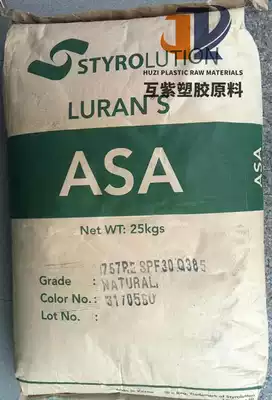 STYROLUTION
HUZI PLASTIC RAW MATERIALS
互紫塑胶原料
LURAN S
ASA
ASA
Net WT: 25kgs
SPF30
Grade : NATURAL
Color No. :
Lot No. :